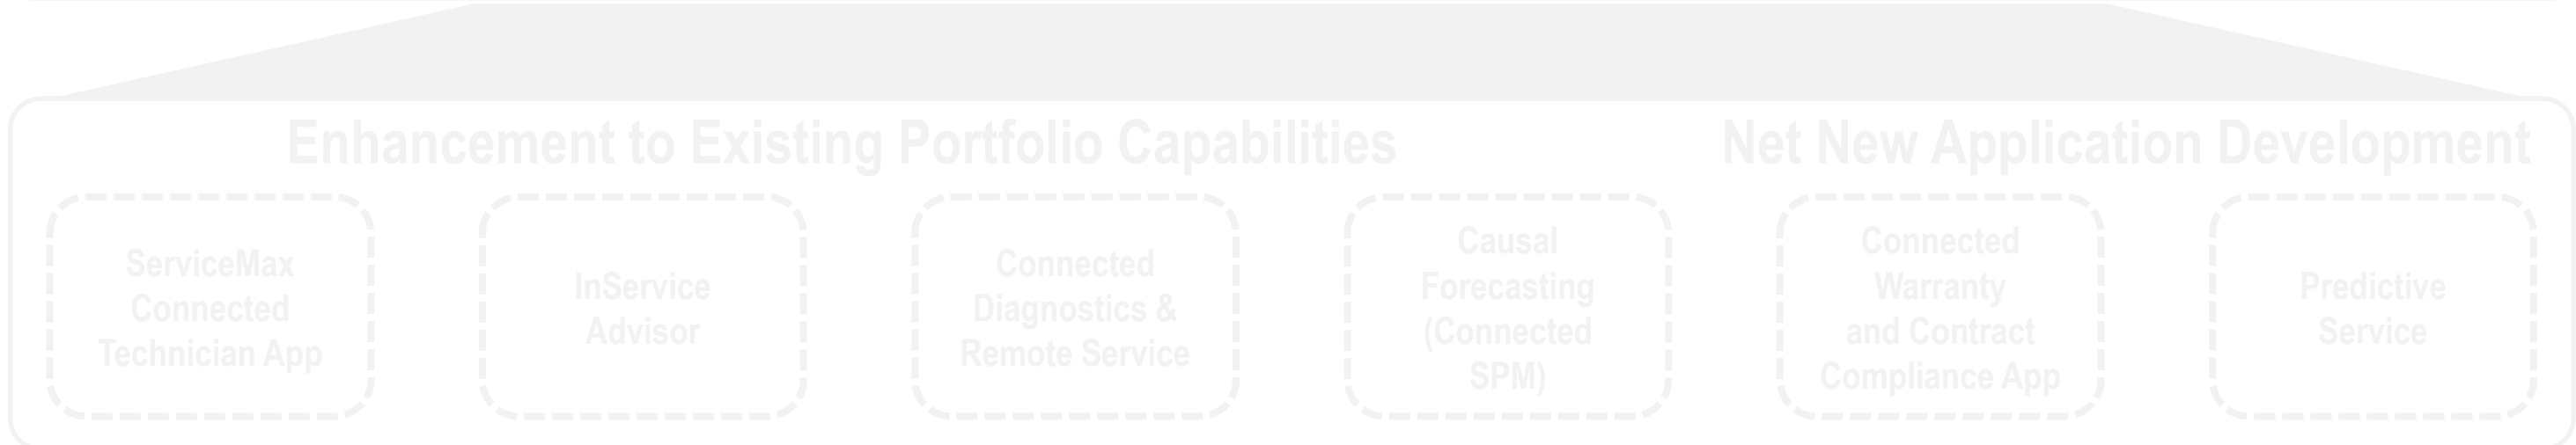 Enhancement to Existing Portfolio Capabilities
Net New Application Development
ServiceMax
Connected
Technician App
InService
Advisor
Connected
Diagnostics &
Remote Service
Causal
Forecasting
(Connected
SPM)
Connected
Warranty
and Contract
Compliance App
Predictive
Service